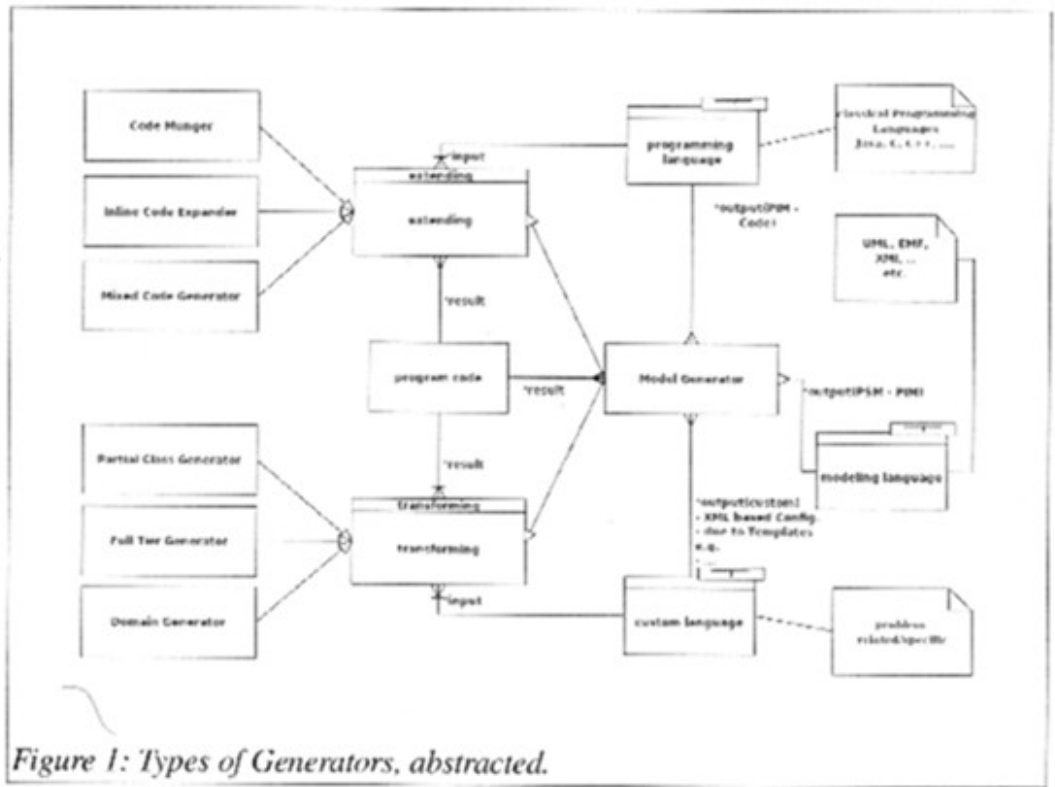 Code Munger
Inline Code Expander
Mixed Code Generator
extending
extending
*input
programming
language
classical Programming
Languages
Java, C, C++, ...
*output(PIM -
Code)
UML, EMF,
XMI, ..
etc.
*result
program code
*result
Model Generator
*output(PSM - PIM)
modeling language
*result
Partial Class Generator
Full Tier Generator
Domain Generator
transforming
transforming
*input
*output(custom)
- XML based Config.
- due to Templates
e.g.
custom language
problem
related/specific
Figure 1: Types of Generators, abstracted.